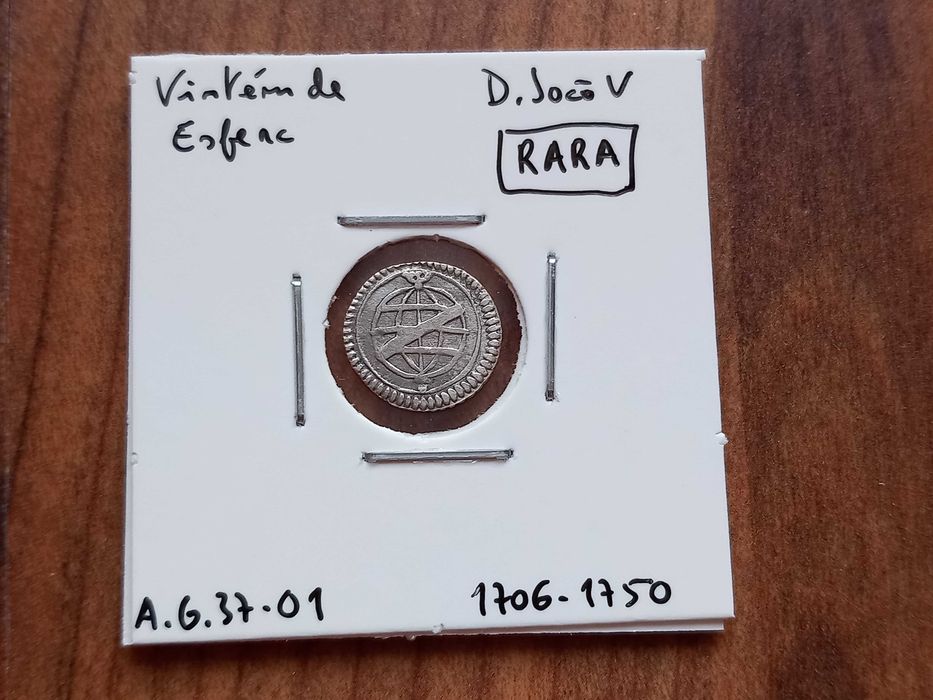 Vintém de
Esfera
D. João V
RARA
A.G.37-01
1706-1750